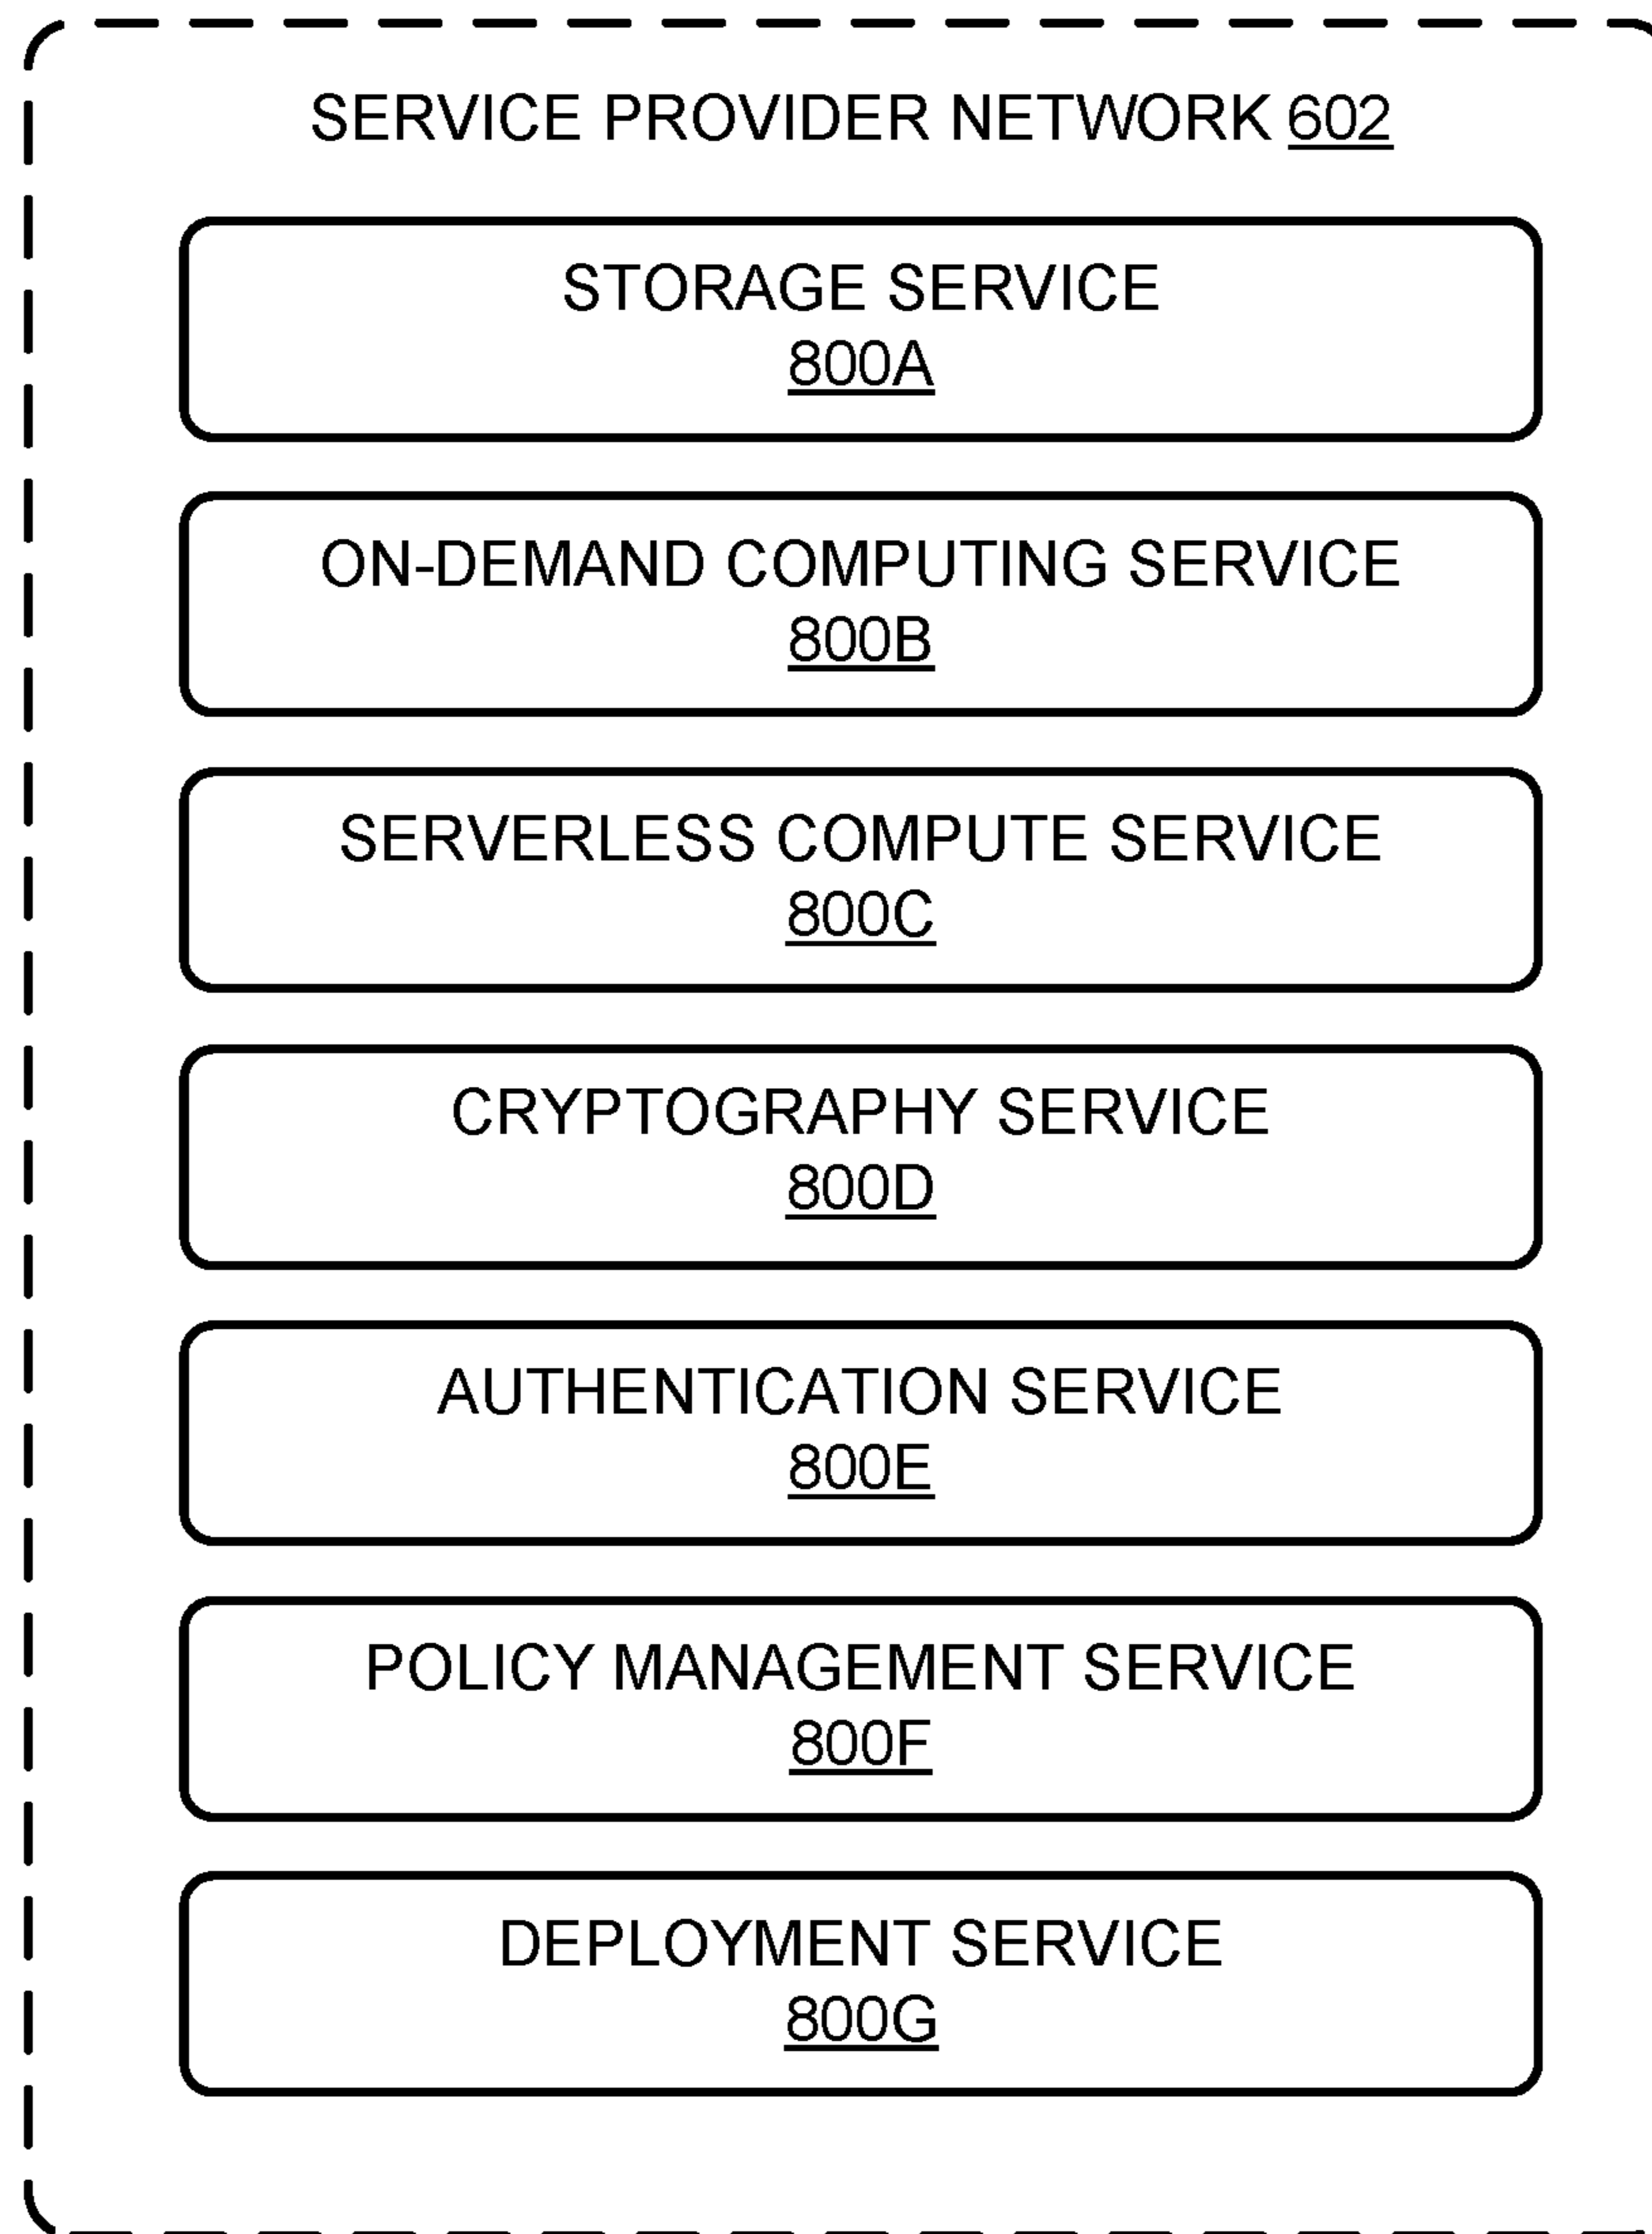 SERVICE PROVIDER NETWORK 602
STORAGE SERVICE
800A
ON-DEMAND COMPUTING SERVICE
800B
SERVERLESS COMPUTE SERVICE
800C
CRYPTOGRAPHY SERVICE
800D
AUTHENTICATION SERVICE
800E
POLICY MANAGEMENT SERVICE
800F
DEPLOYMENT SERVICE
800G